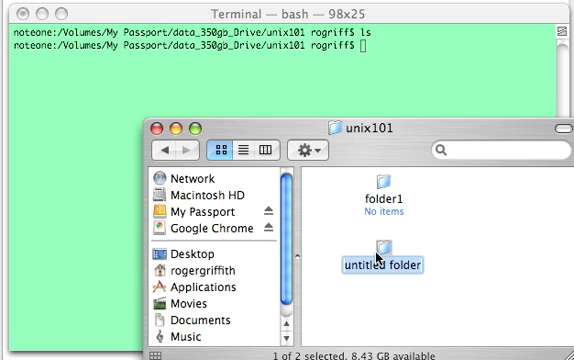 Terminal — bash — 98x25
noteone:/Volumes/My Passport/data_350gb_Drive/unix101 rogriff$ ls
noteone:/Volumes/My Passport/data_350gb_Drive/unix101 rogriff$
unix101
Network
Macintosh HD
My Passport
Google Chrome
Desktop
rogergriffith
Applications
Movies
Documents
Music
folder1
No items
untitled folder
1 of 2 selected, 8.43 GB available